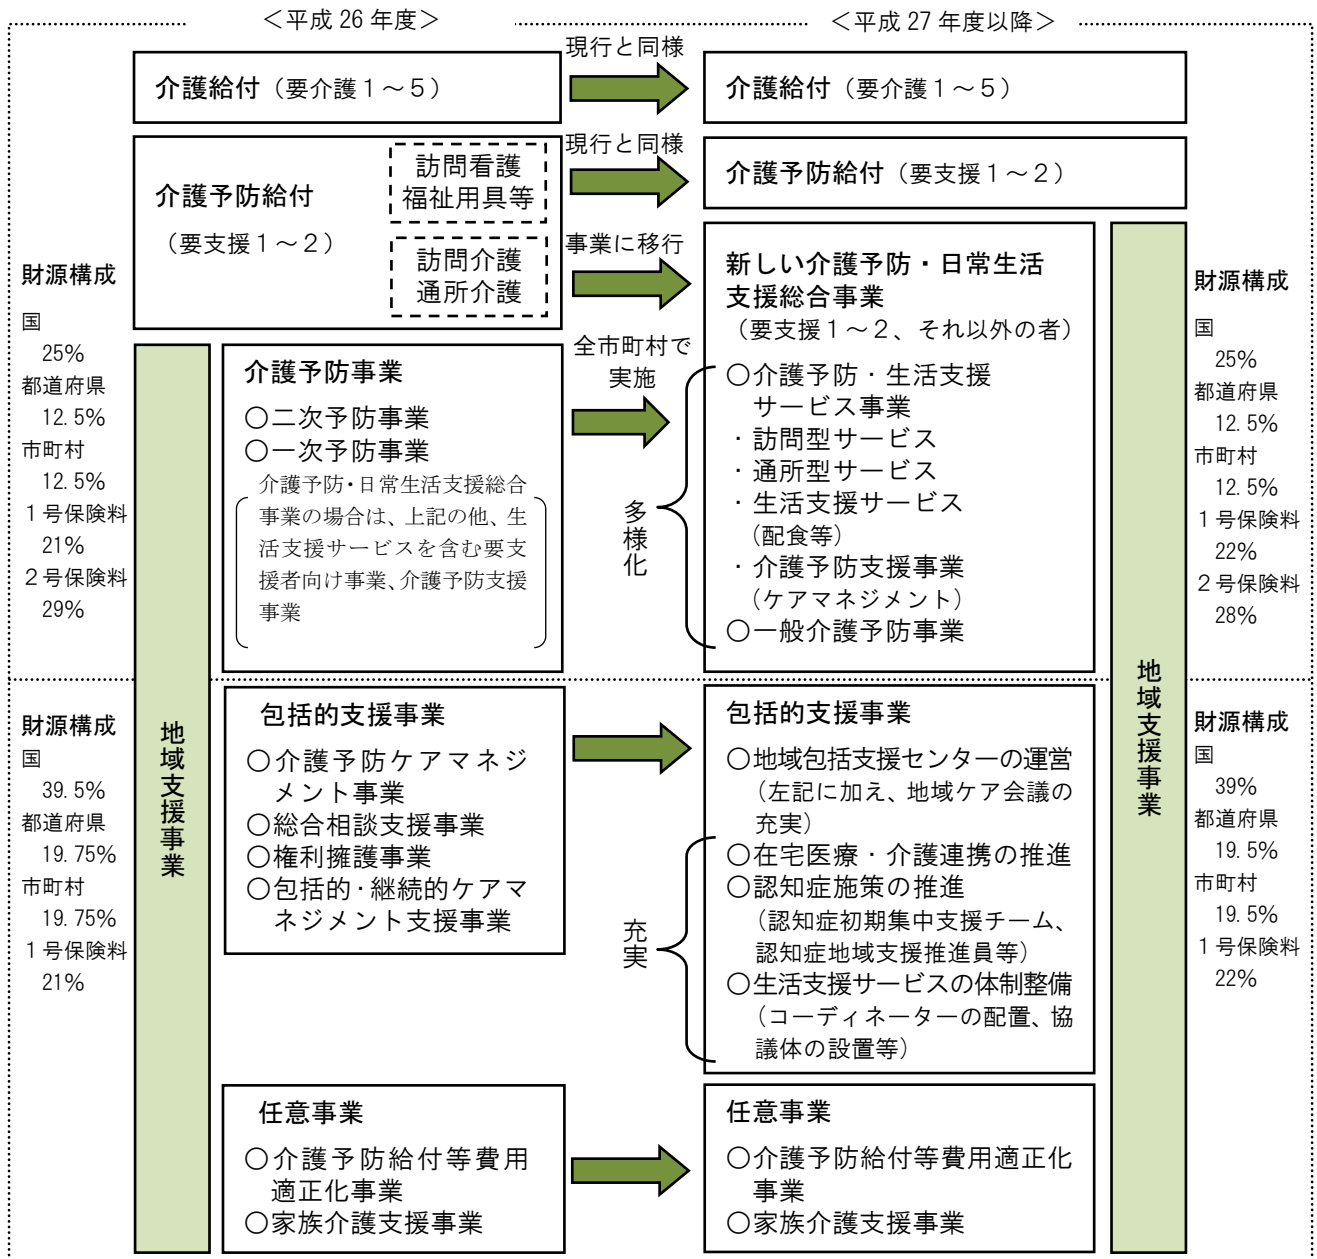 ＜平成 26 年度＞
＜平成 27 年度以降＞
介護給付（要介護１～５）
現行と同様
介護給付（要介護１～５）
介護予防給付
（要支援１～２）
訪問看護
福祉用具等
現行と同様
介護予防給付（要支援１～２）
訪問介護
通所介護
事業に移行
新しい介護予防・日常生活
支援総合事業
（要支援１～２、それ以外の者）
財源構成
国
25%
都道府県
12.5%
市町村
12.5%
１号保険料
21%
２号保険料
29%
介護予防事業
○二次予防事業
○一次予防事業
介護予防・日常生活支援総合
事業の場合は、上記の他、生
活支援サービスを含む要支
援者向け事業、介護予防支援
事業
全市町村で
実施
多様化
○介護予防・生活支援
サービス事業
・訪問型サービス
・通所型サービス
・生活支援サービス
（配食等）
・介護予防支援事業
（ケアマネジメント）
○一般介護予防事業
財源構成
国
25%
都道府県
12.5%
市町村
12.5%
１号保険料
22%
２号保険料
28%
財源構成
国
39.5%
都道府県
19.75%
市町村
19.75%
１号保険料
21%
地域支援事業
包括的支援事業
○介護予防ケアマネジ
メント事業
○総合相談支援事業
○権利擁護事業
○包括的・継続的ケアマ
ネジメント支援事業
充実
包括的支援事業
○地域包括支援センターの運営
（左記に加え、地域ケア会議の
充実）
○在宅医療・介護連携の推進
○認知症施策の推進
（認知症初期集中支援チーム、
認知症地域支援推進員等）
○生活支援サービスの体制整備
（コーディネーターの配置、協
議体の設置等）
地域支援事業
財源構成
国
39%
都道府県
19.5%
市町村
19.5%
１号保険料
22%
任意事業
○介護予防給付等費用
適正化事業
○家族介護支援事業
任意事業
○介護予防給付等費用適正化
事業
○家族介護支援事業